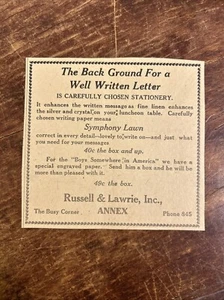 The Back Ground For a
Well Written Letter
IS CAREFULLY CHOSEN STATIONERY.
It enhances the written message as fine linen enhances
the silver and crystal on your luncheon table. Carefully
chosen writing paper means
Symphony Lawn
correct in every detail—lovely to write on—and just what
you need for your messages
40c the box and up.
For the "Boys Somewhere in America" we have a
special engraved paper. Send him a box and he will be
more than pleased with it.
49c the box.
Russell & Lawrie, Inc.,
The Busy Corner ANNEX Phone 645